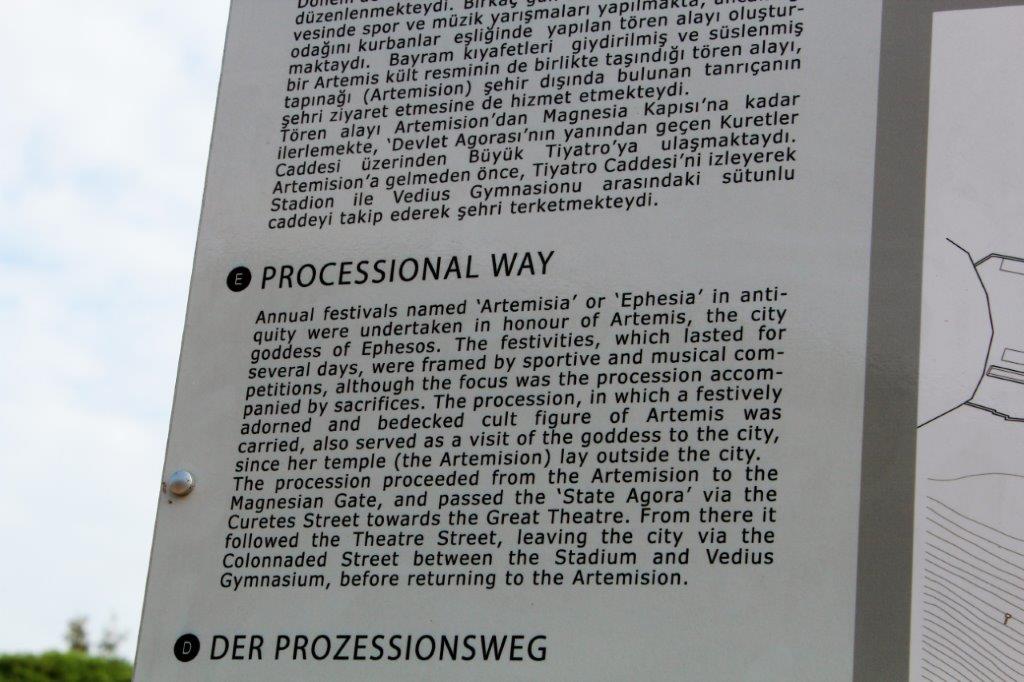 düzenlenmekteydi. Birkaç
vesinde spor ve müzik yarışmaları yapılmakta,
odağını kurbanlar eşliğinde yapılan tören alayı oluştur-
maktaydı. Bayram kıyafetleri giydirilmiş ve süslenmiş
bir Artemis kült resminin de birlikte taşındığı tören alayı,
tapınağı (Artemision) şehir dışında bulunan tanrıçanın
şehri ziyaret etmesine de hizmet etmekteydi.
Tören alayı Artemision'dan Magnesia Kapısı'na kadar
ilerlemekte, 'Devlet Agorası'nın yanından geçen Kuretler
Caddesi üzerinden Büyük Tiyatro'ya ulaşmaktaydı.
Artemision'a gelmeden önce, Tiyatro Caddesi'ni izleyerek
Stadion ile Vedius Gymnasionu arasındaki sütunlu
caddeyi takip ederek şehri terketmekteydi.
E PROCESSIONAL WAY
Annual festivals named 'Artemisia' or 'Ephesia' in anti-
quity were undertaken in honour of Artemis, the city
goddess of Ephesos. The festivities, which lasted for
several days, were framed by sportive and musical com-
petitions, although the focus was the procession accom-
panied by sacrifices. The procession, in which a festively
adorned and bedecked cult figure of Artemis was
carried, also served as a visit of the goddess to the city,
since her temple (the Artemision) lay outside the city.
The procession proceeded from the Artemision to the
Magnesian Gate, and passed the 'State Agora' via the
Curetes Street towards the Great Theatre. From there it
followed the Theatre Street, leaving the city via the
Colonnaded Street between the Stadium and Vedius
Gymnasium, before returning to the Artemision.
D DER PROZESSIONSWEG